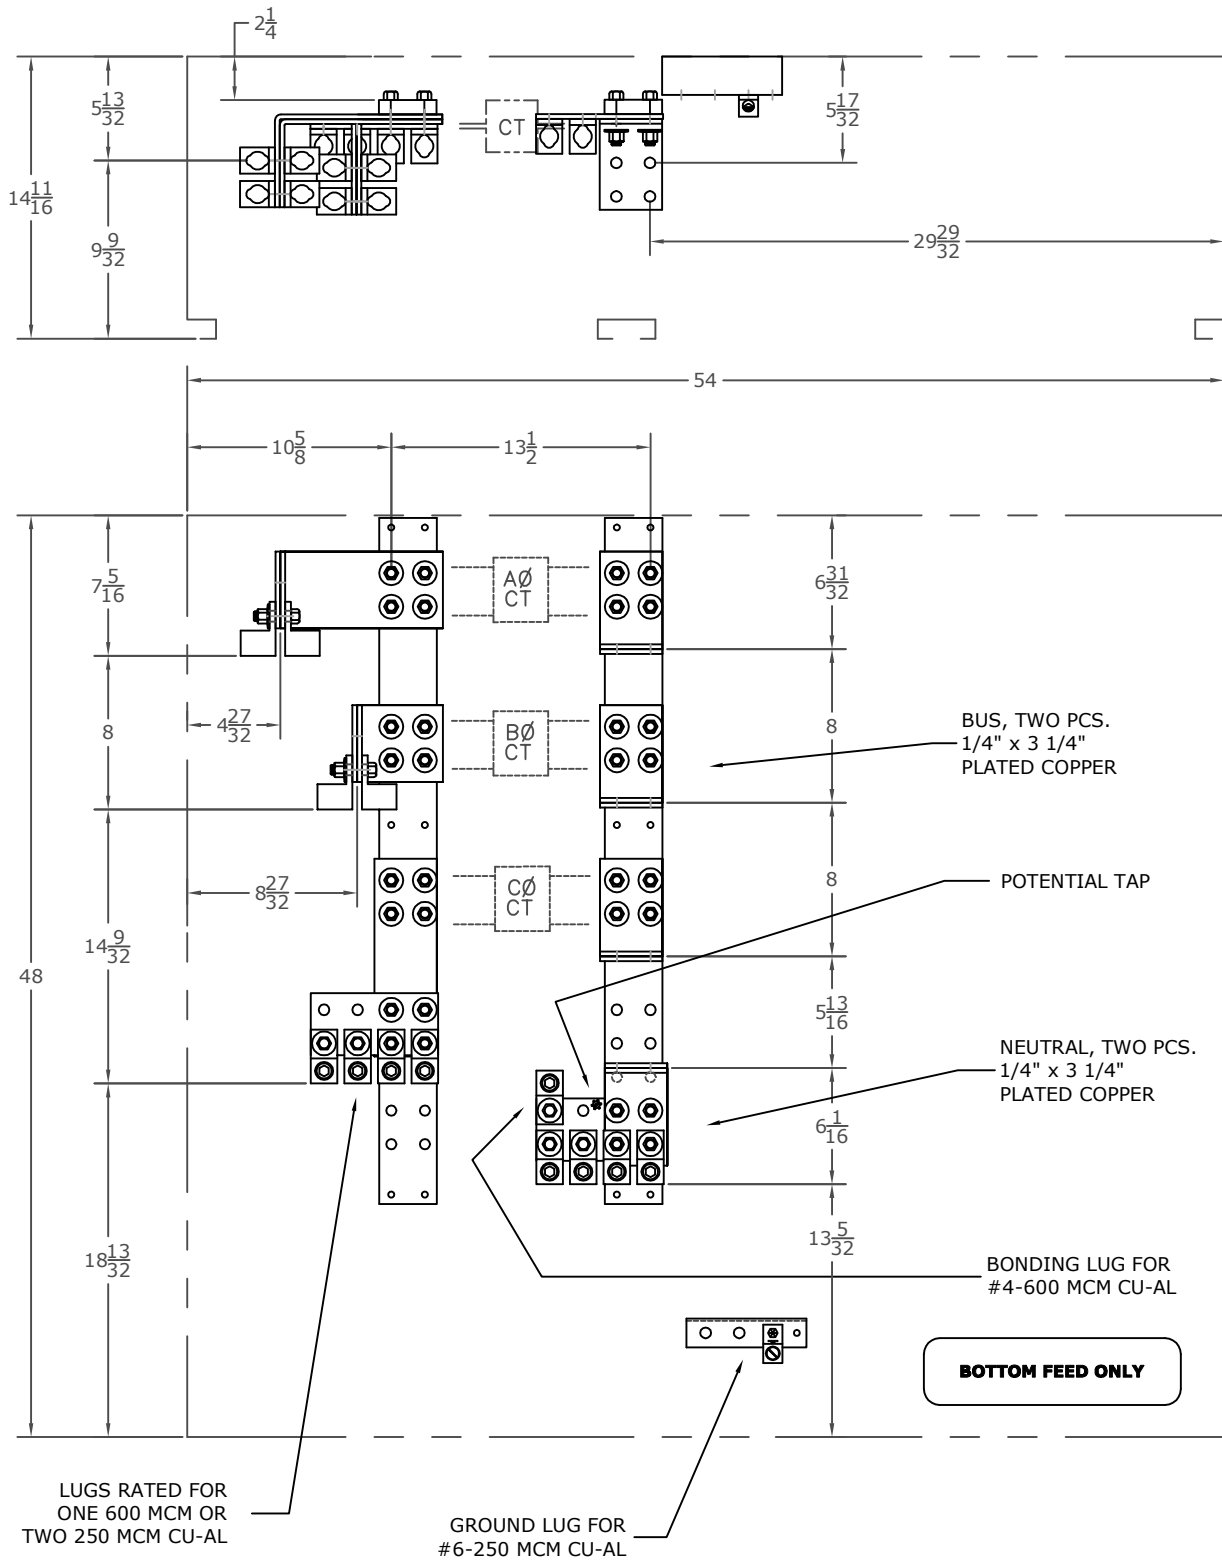 2 1/4
5 13/32
14 11/16
9 9/32
CT
5 17/32
29 29/32
54
10 5/8
13 1/2
7 5/16
AØ
CT
6 31/32
8
4 27/32
BØ
CT
8
BUS, TWO PCS.
1/4" x 3 1/4"
PLATED COPPER
8 27/32
CØ
CT
8
POTENTIAL TAP
14 9/32
48
5 13/16
NEUTRAL, TWO PCS.
1/4" x 3 1/4"
PLATED COPPER
6 1/16
18 13/32
13 5/32
BONDING LUG FOR
#4-600 MCM CU-AL
BOTTOM FEED ONLY
LUGS RATED FOR
ONE 600 MCM OR
TWO 250 MCM CU-AL
GROUND LUG FOR
#6-250 MCM CU-AL